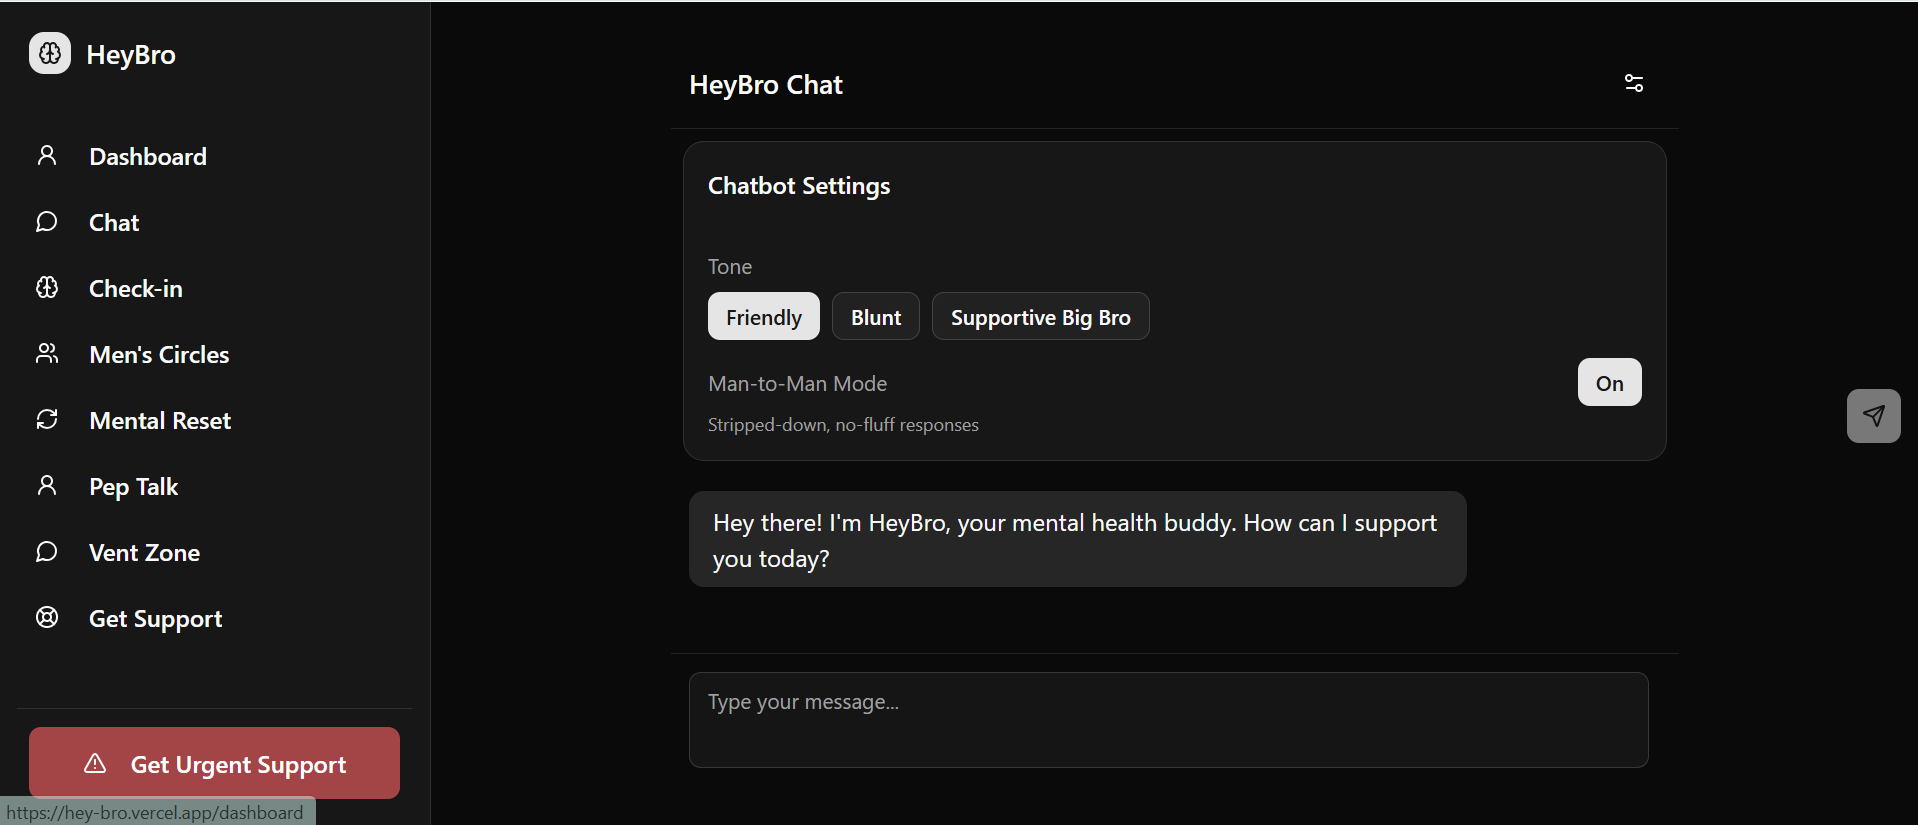 HeyBro
Dashboard
Chat
Check-in
Men's Circles
Mental Reset
Pep Talk
Vent Zone
Get Support
Get Urgent Support
https://hey-bro.vercel.app/dashboard
HeyBro Chat
Chatbot Settings
Tone
Friendly Blunt Supportive Big Bro
Man-to-Man Mode On
Stripped-down, no-fluff responses
Hey there! I'm HeyBro, your mental health buddy. How can I support
you today?
Type your message...